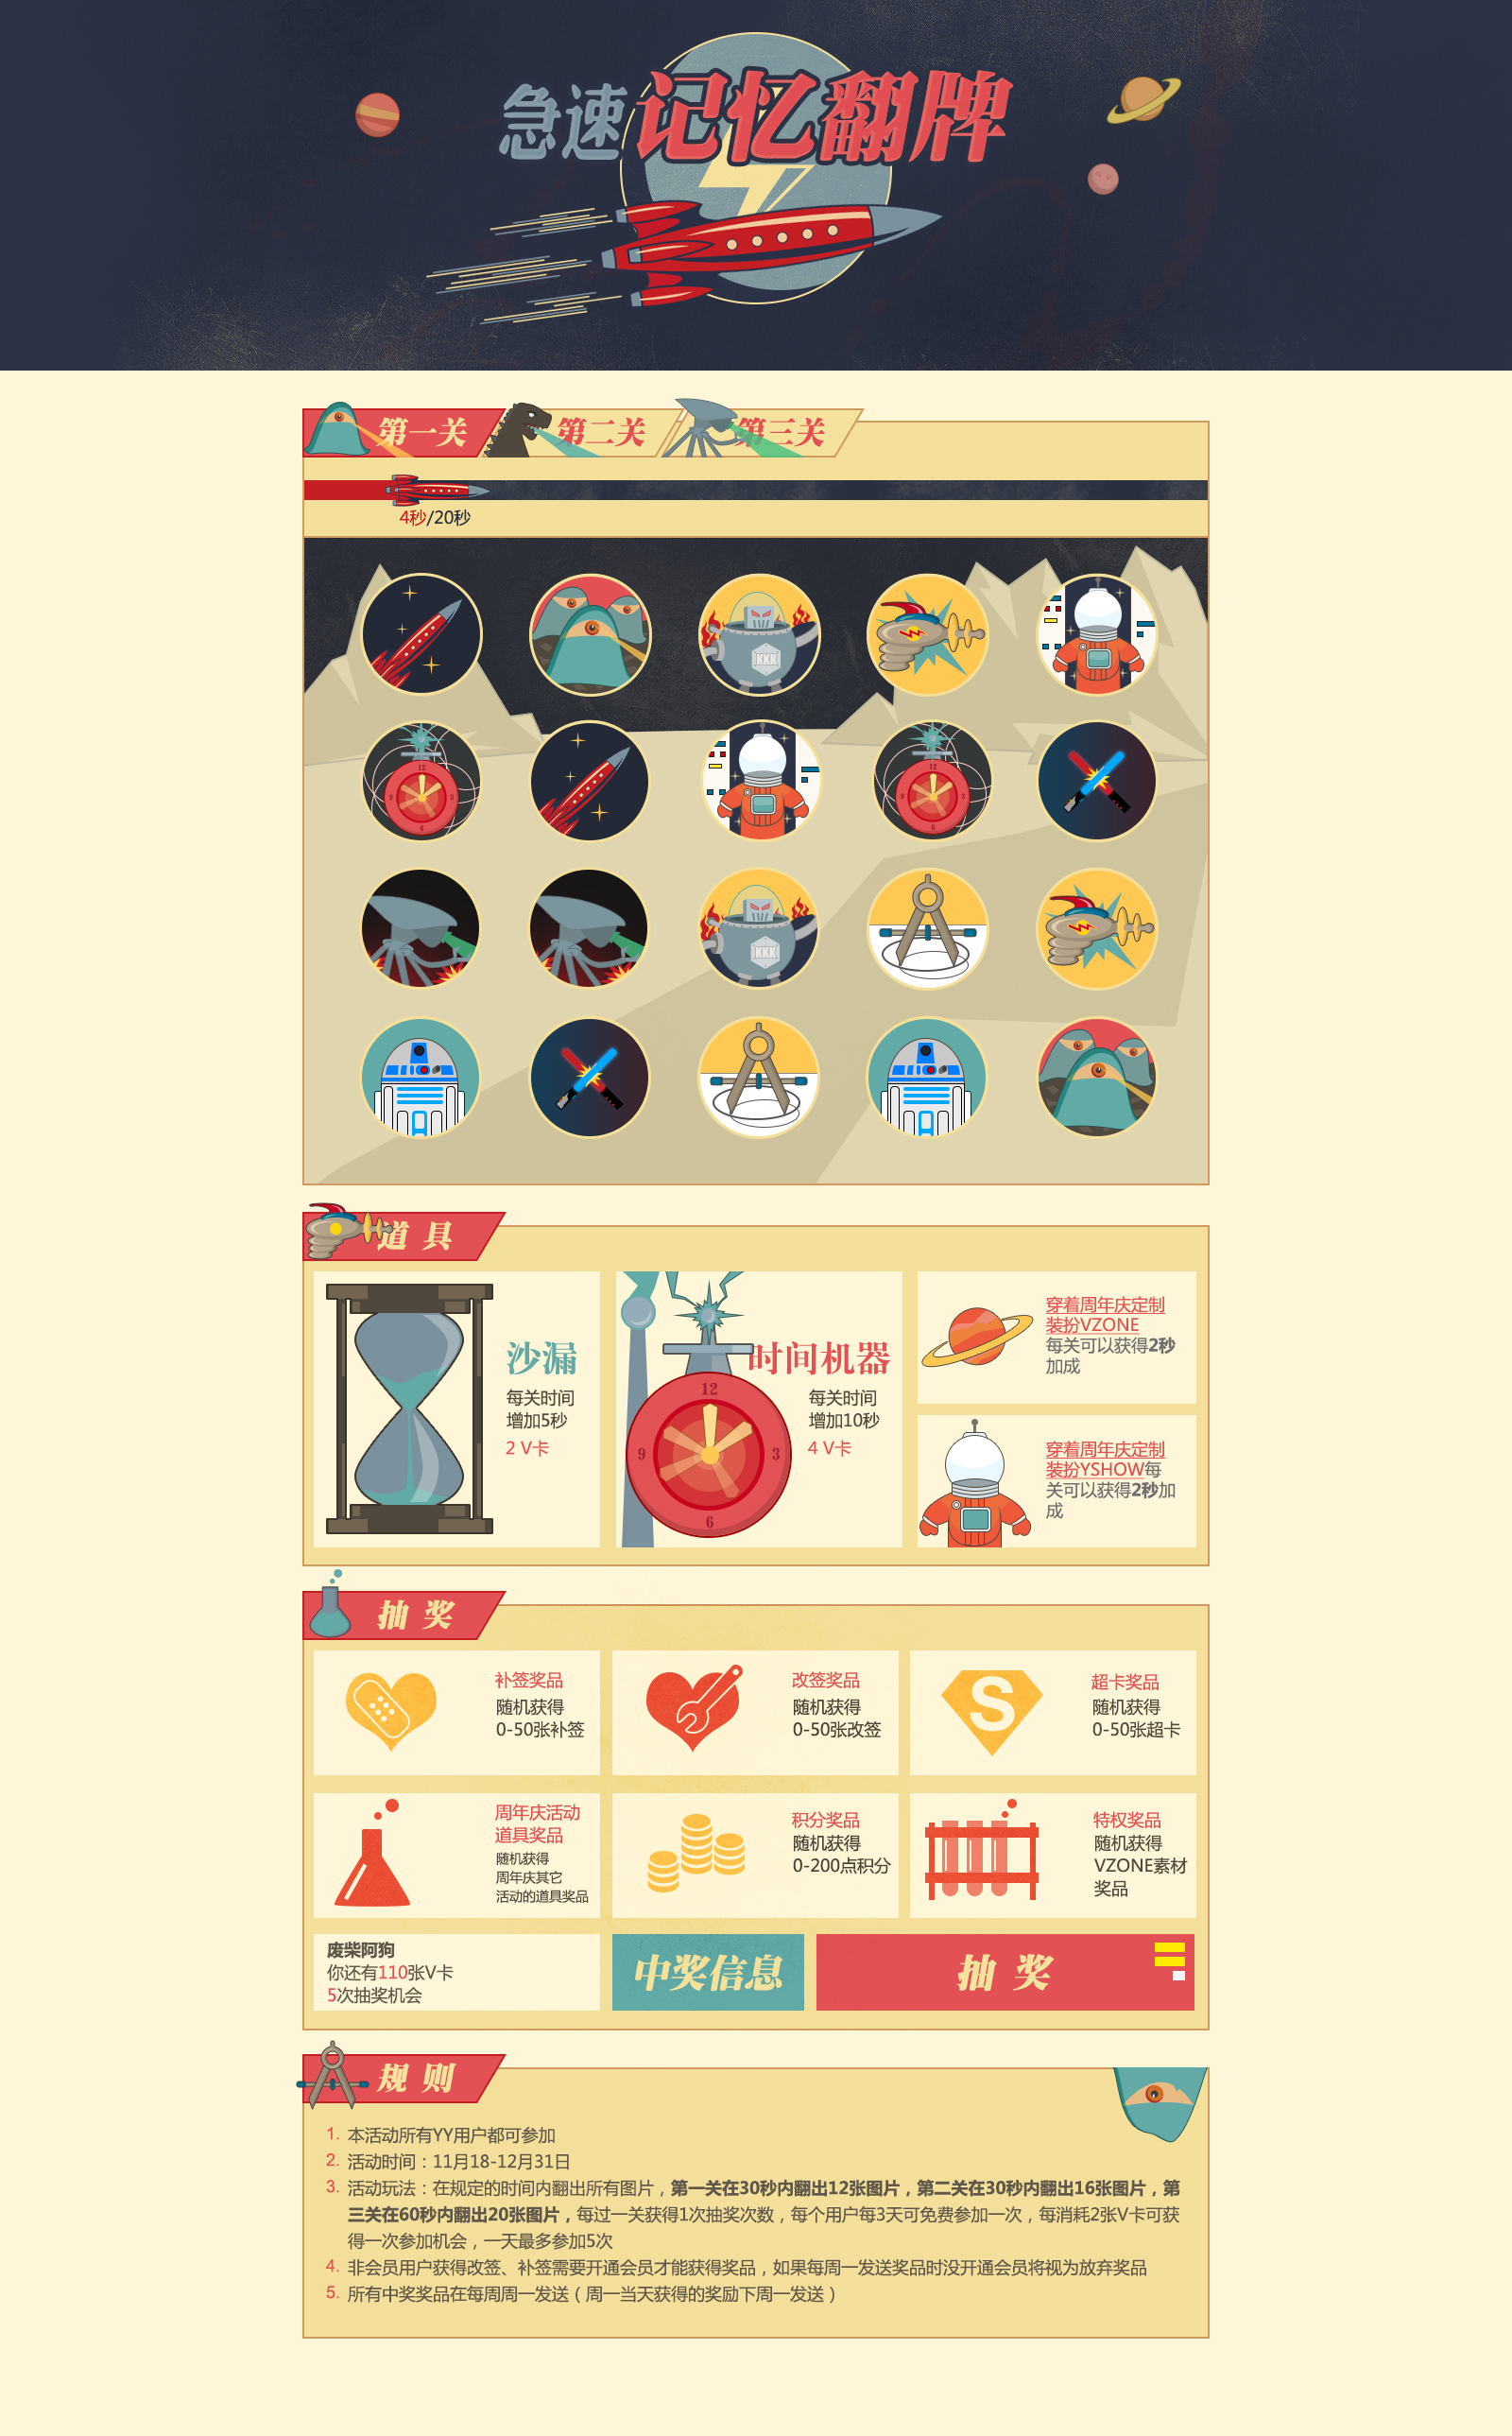 急速记忆翻牌
第一关
第二关
第三关
4秒/20秒
KKK
12
3
6
9
12
3
6
9
KKK
道具
沙漏
每关时间
增加5秒
2 V卡
12
9
3
6
时间机器
每关时间
增加10秒
4 V卡
穿着周年庆定制
装扮VZONE
每关可以获得2秒
加成
穿着周年庆定制
装扮YSHOW每
关可以获得2秒加
成
抽奖
补签奖品
随机获得
0-50张补签
改签奖品
随机获得
0-50张改签
S
超卡奖品
随机获得
0-50张超卡
周年庆活动
道具奖品
随机获得
周年庆其它
活动的道具奖品
积分奖品
随机获得
0-200点积分
特权奖品
随机获得
VZONE素材
奖品
废柴阿狗
你还有110张V卡
5次抽奖机会
中奖信息
抽奖
规则
1. 本活动所有YY用户都可参加
2. 活动时间：11月18-12月31日
3. 活动玩法：在规定的时间内翻出所有图片，第一关在30秒内翻出12张图片，第二关在30秒内翻出16张图片，第
三关在60秒内翻出20张图片，每过一关获得1次抽奖次数，每个用户每3天可免费参加一次，每消耗2张V卡可获
得一次参加机会，一天最多参加5次
4. 非会员用户获得改签、补签需要开通会员才能获得奖品，如果每周一发送奖品时没开通会员将视为放弃奖品
5. 所有中奖奖品在每周周一发送（周一当天获得的奖励下周一发送）